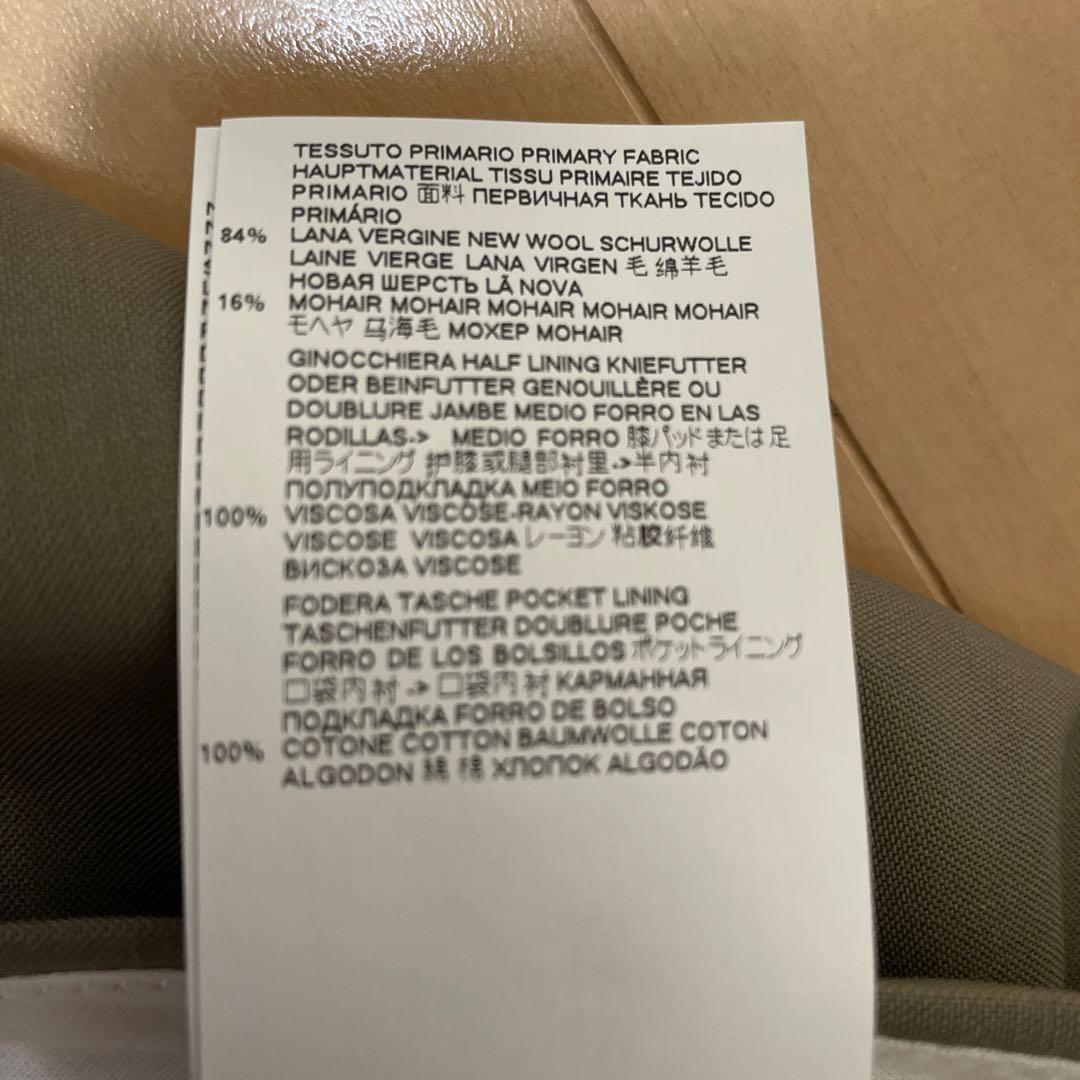 TESSUTO PRIMARIO PRIMARY FABRIC
HAUPTMATERIAL TISSU PRIMAIRE TEJIDO
PRIMARIO 面料 ПЕРВИЧНАЯ ТКАНЬ TECIDO
PRIMÁRIO
84% LANA VERGINE NEW WOOL SCHURWOLLE
LAINE VIERGE LANA VIRGEN 毛 绵羊毛
НОВАЯ ШЕРСТЬ LÃ NOVA
16% MOHAIR MOHAIR MOHAIR MOHAIR MOHAIR
モヘヤ 马海毛 МОХЕР MOHAIR
GINOCCHIERA HALF LINING KNIEFUTTER
ODER BEINFUTTER GENOUILLÈRE OU
DOUBLURE JAMBE MEDIO FORRO EN LAS
RODILLAS-> MEDIO FORRO 膝パッドまたは足
用ライニング 护膝或腿部衬里->半内衬
ПОЛУПОДКЛАДКА MEIO FORRO
100% VISCOSA VISCOSE-RAYON VISKOSE
VISCOSE VISCOSA レーヨン 粘胶纤维
ВИСКОЗА VISCOSE
FODERA TASCHE POCKET LINING
TASCHENFUTTER DOUBLURE POCHE
FORRO DE LOS BOLSILLOS ポケットライニング
口袋内衬 -> 口袋内衬 КАРМАННАЯ
ПОДКЛАДКА FORRO DE BOLSO
100% COTONE COTTON BAUMWOLLE COTON
ALGODON 綿 棉 ХЛОПОК ALGODÃO